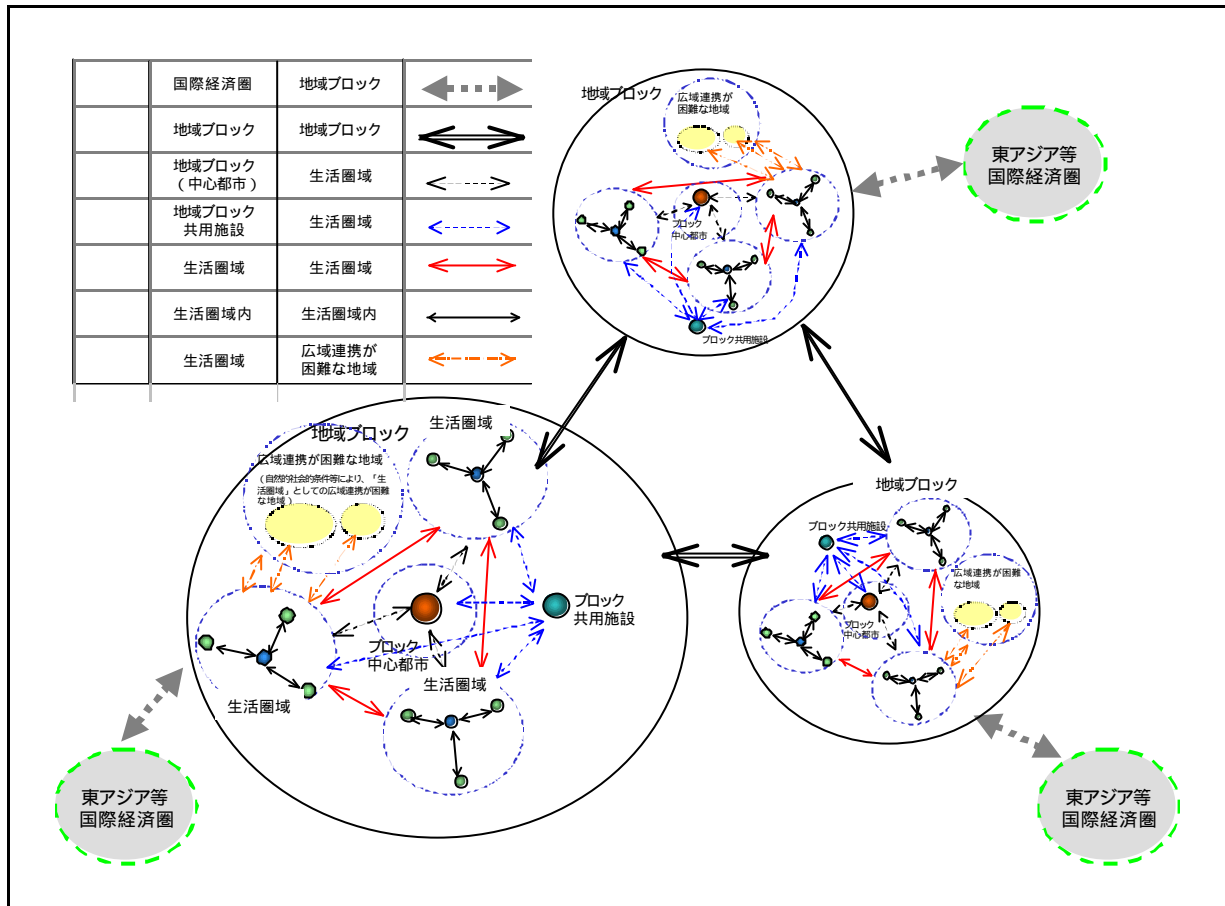 国際経済圏 地域ブロック
地域ブロック 地域ブロック
地域ブロック
（中心都市） 生活圏域
地域ブロック
共用施設 生活圏域
生活圏域 生活圏域
生活圏域内 生活圏域内
生活圏域 広域連携が
困難な地域
地域ブロック
広域連携が
困難な地域
ブロック
中心都市
ブロック共用施設
東アジア等
国際経済圏
地域ブロック
生活圏域
広域連携が困難な地域
（自然的社会的条件等により、「生
活圏域」としての広域連携が困難
な地域）
ブロック
共用施設
ブロック
中心都市
生活圏域
生活圏域
東アジア等
国際経済圏
地域ブロック
ブロック共用施設
広域連携が困難
な地域
ブロック
中心都市
東アジア等
国際経済圏